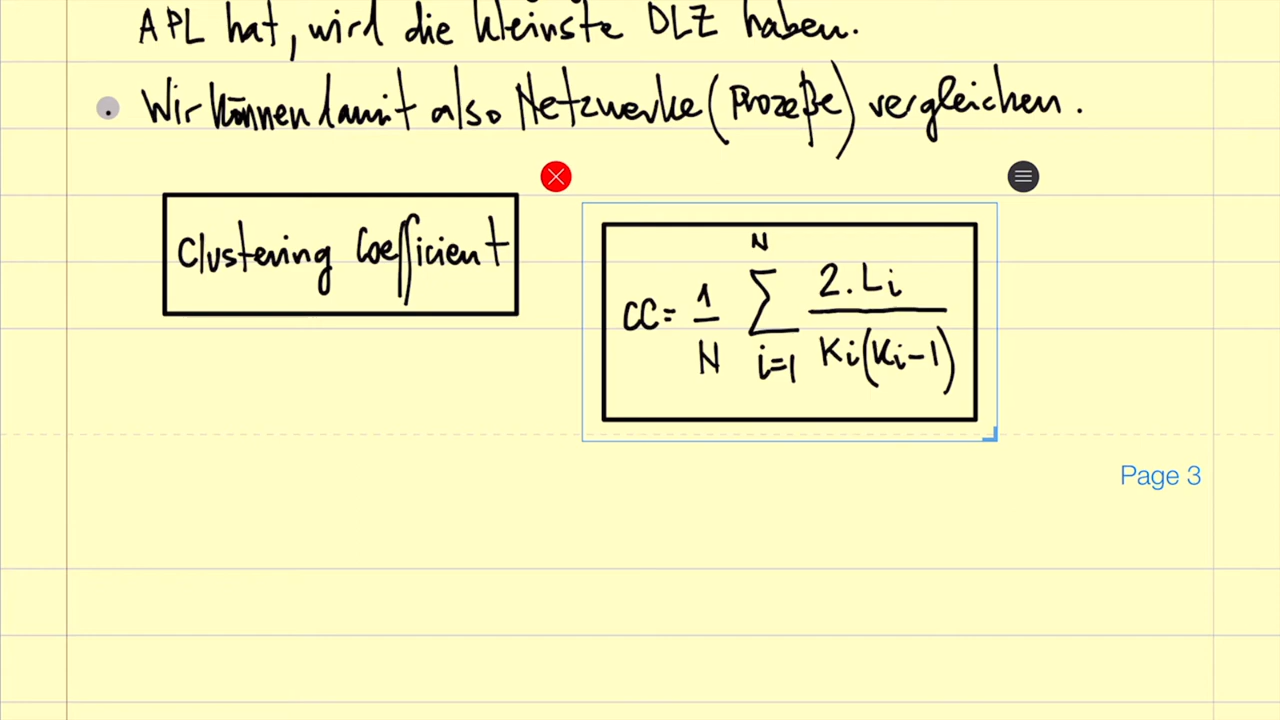 APL hat, wird die kleinste DLZ haben.
• Wir können damit also Netzwerke (Prozeße) vergleichen.
Clustering Coefficient
CC = 1/N ∑ i=1 N 2.Li / Ki(Ki-1)
Page 3